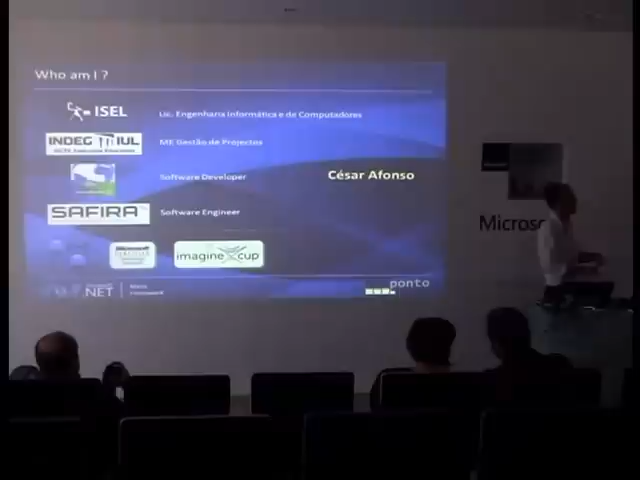 Who am I ?
ISEL
Lic. Engenharia Informática e de Computadores
INDEG IUL
ME Gestão de Projectos
Software Developer
César Afonso
SAFIRA
Software Engineer
Microsoft
imagine cup
.NET
ponto
Microso